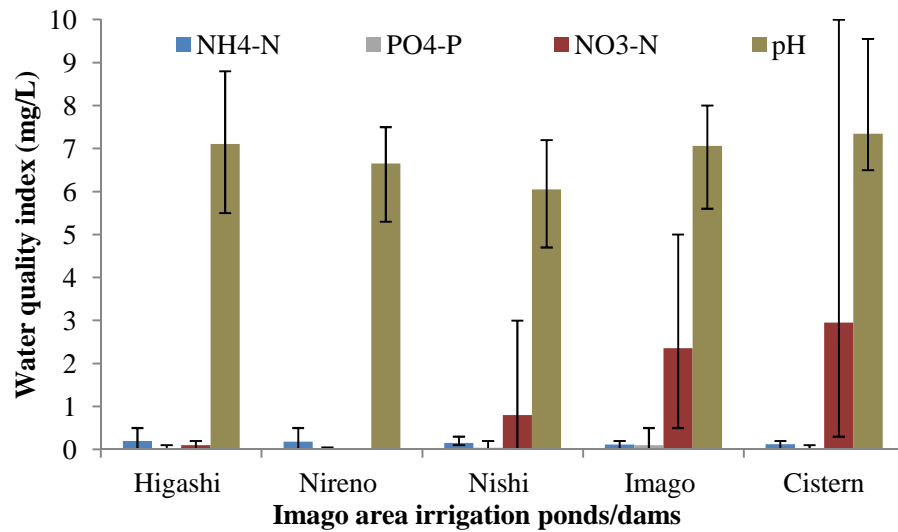 NH4-N PO4-P NO3-N pH
10
9
8
7
6
5
4
3
2
1
0
Water quality index (mg/L)
Higashi Nireno Nishi Imago Cistern
Imago area irrigation ponds/dams